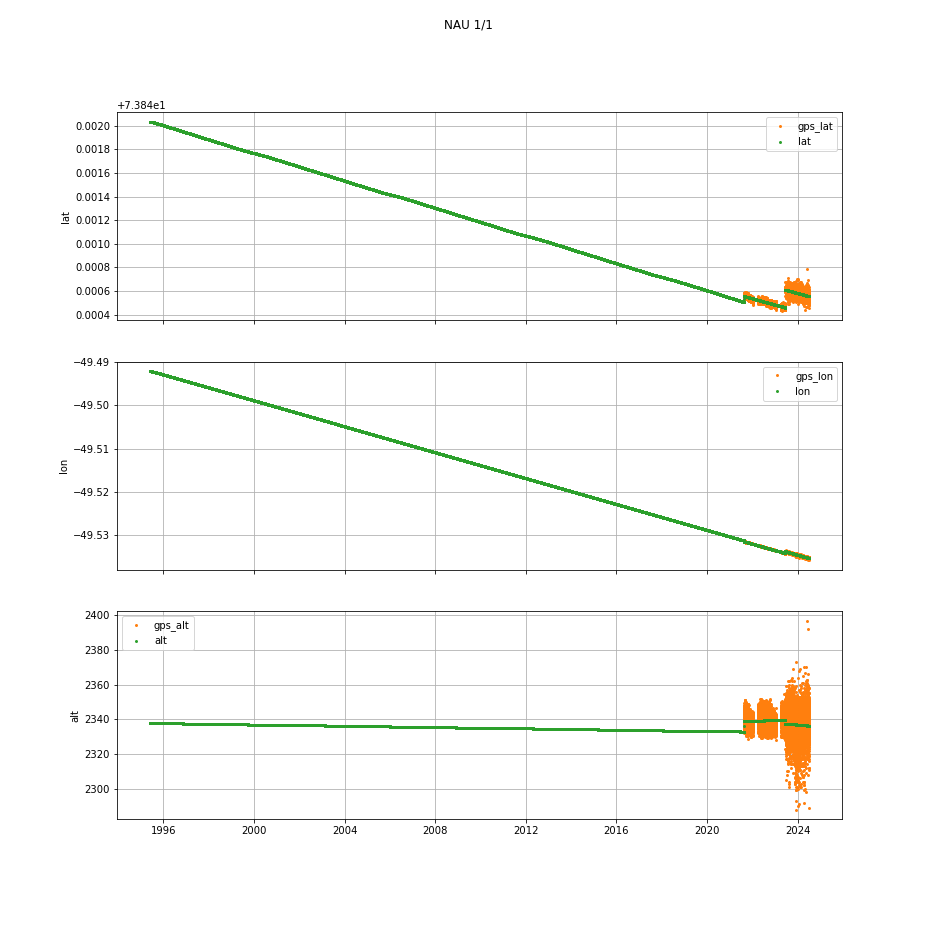 NAU 1/1
+7.384e1
0.0020
0.0018
0.0016
0.0014
0.0012
0.0010
0.0008
0.0006
0.0004
lat
gps_lat
lat
−49.49
−49.50
−49.51
−49.52
−49.53
lon
gps_lon
lon
2400
2380
2360
2340
2320
2300
alt
gps_alt
alt
1996 2000 2004 2008 2012 2016 2020 2024